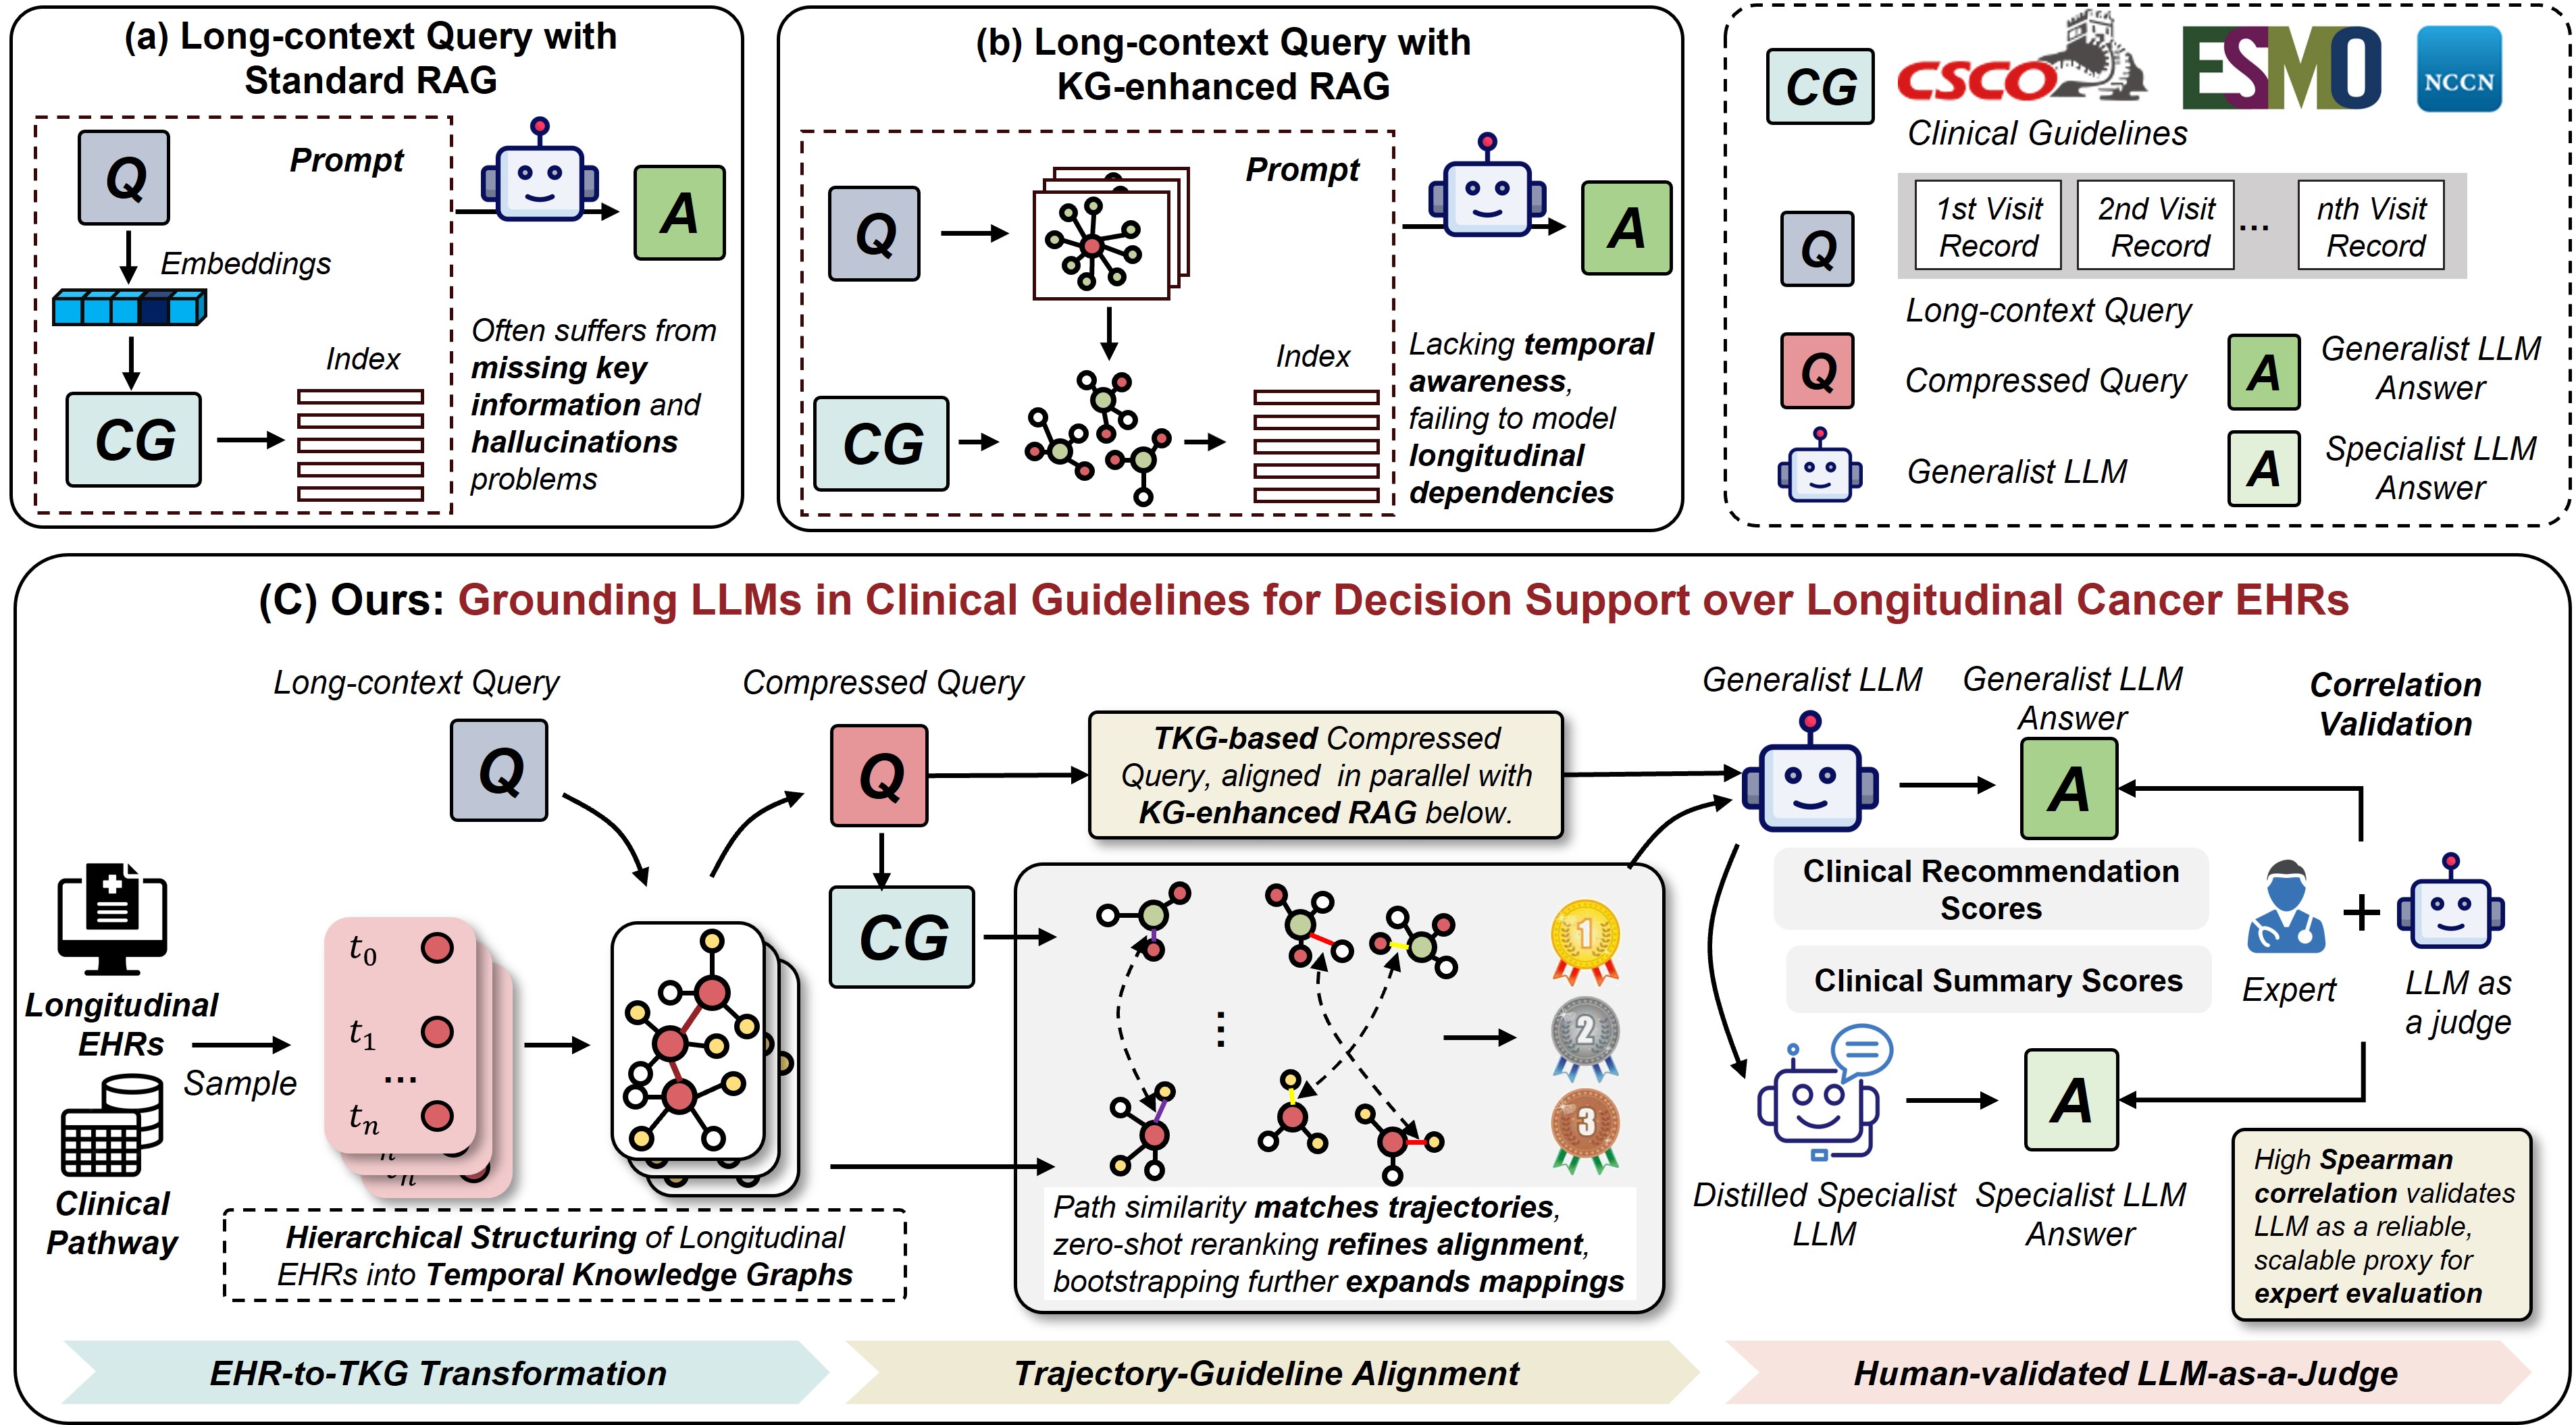 (a) Long-context Query with
Standard RAG
Q
Prompt
Embeddings
Index
CG
A
Often suffers from
missing key
information and
hallucinations
problems
(b) Long-context Query with
KG-enhanced RAG
Q
Prompt
Index
CG
A
Lacking temporal
awareness,
failing to model
longitudinal
dependencies
CG
CSCO
ESMO
NCCN
Clinical Guidelines
Q
1st Visit
Record
2nd Visit
Record
...
nth Visit
Record
Long-context Query
Q
Compressed Query
A
Generalist LLM
Answer
Generalist LLM
A
Specialist LLM
Answer
(C) Ours: Grounding LLMs in Clinical Guidelines for Decision Support over Longitudinal Cancer EHRs
Long-context Query
Q
Compressed Query
Q
TKG-based Compressed
Query, aligned in parallel with
KG-enhanced RAG below.
Generalist LLM
Generalist LLM
Answer
A
Correlation
Validation
Longitudinal
EHRs
Sample
Clinical
Pathway
t0
t1
...
tn
n
tn
Hierarchical Structuring of Longitudinal
EHRs into Temporal Knowledge Graphs
CG
⋮
1
2
3
Path similarity matches trajectories,
zero-shot reranking refines alignment,
bootstrapping further expands mappings
Clinical Recommendation
Scores
Clinical Summary Scores
Expert
+
LLM as
a judge
Distilled Specialist
LLM
A
Specialist LLM
Answer
High Spearman
correlation validates
LLM as a reliable,
scalable proxy for
expert evaluation
EHR-to-TKG Transformation
Trajectory-Guideline Alignment
Human-validated LLM-as-a-Judge